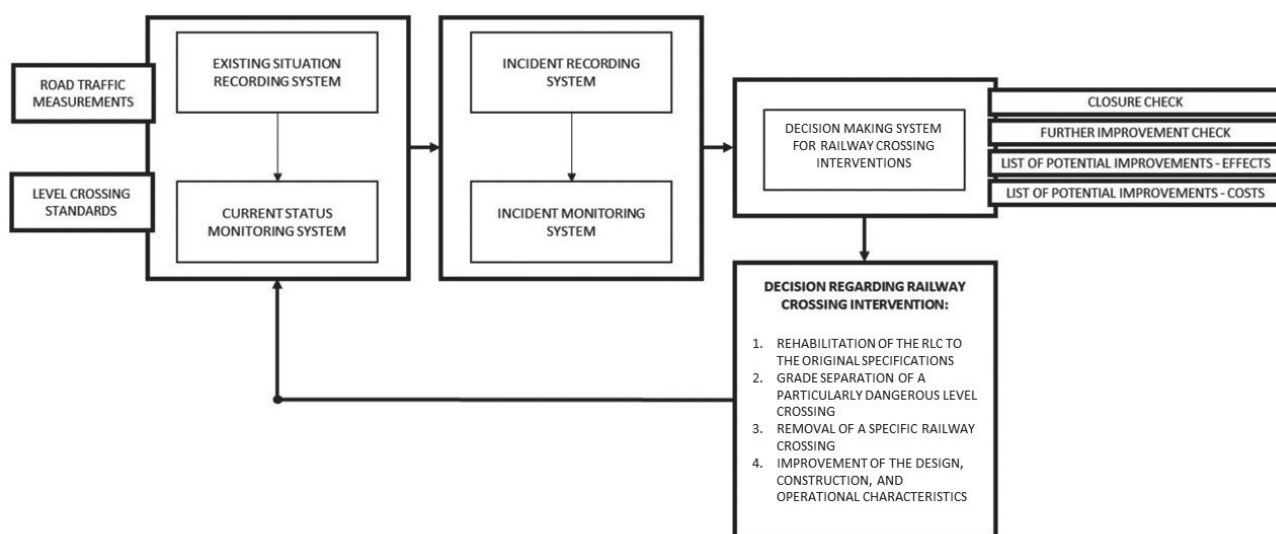 ROAD TRAFFIC
MEASUREMENTS
LEVEL CROSSING
STANDARDS
EXISTING SITUATION
RECORDING SYSTEM
CURRENT STATUS
MONITORING SYSTEM
INCIDENT RECORDING
SYSTEM
INCIDENT MONITORING
SYSTEM
DECISION MAKING SYSTEM
FOR RAILWAY CROSSING
INTERVENTIONS
CLOSURE CHECK
FURTHER IMPROVEMENT CHECK
LIST OF POTENTIAL IMPROVEMENTS - EFFECTS
LIST OF POTENTIAL IMPROVEMENTS - COSTS
DECISION REGARDING RAILWAY
CROSSING INTERVENTION:
1. REHABILITATION OF THE RLC TO
THE ORIGINAL SPECIFICATIONS
2. GRADE SEPARATION OF A
PARTICULARLY DANGEROUS LEVEL
CROSSING
3. REMOVAL OF A SPECIFIC RAILWAY
CROSSING
4. IMPROVEMENT OF THE DESIGN,
CONSTRUCTION, AND
OPERATIONAL CHARACTERISTICS